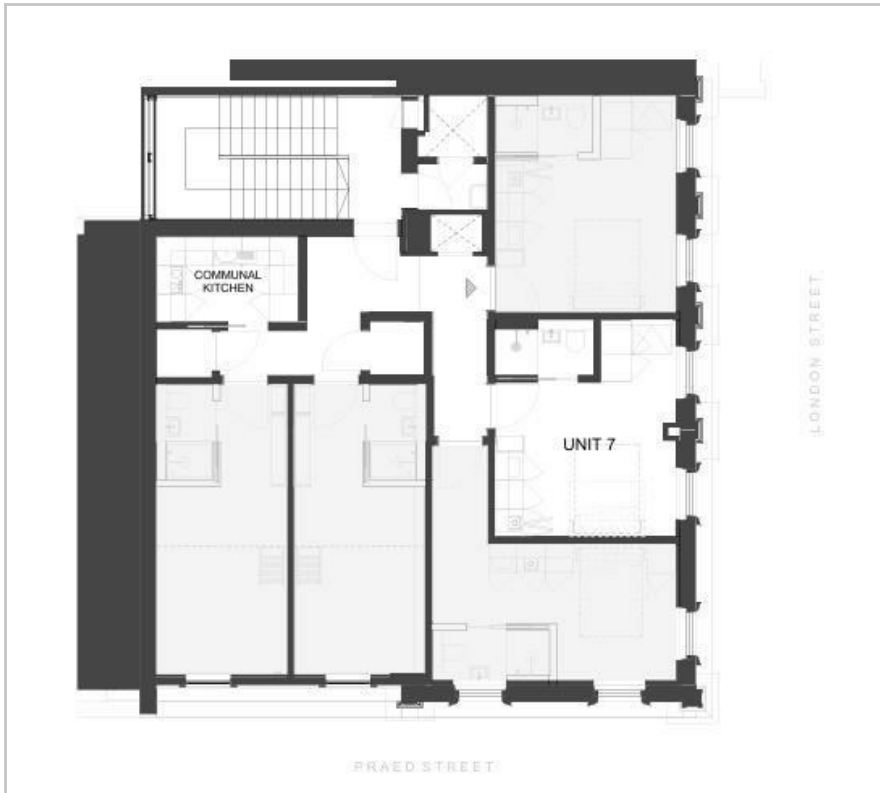 COMMUNAL
KITCHEN
LONDON STREET
UNIT 7
PRAED STREET